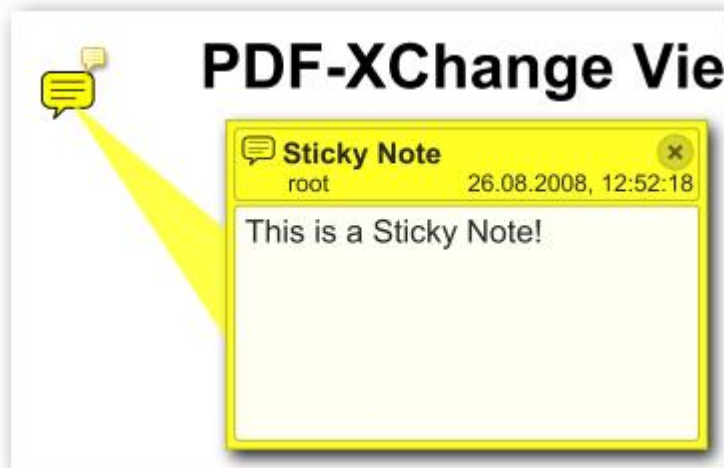 PDF-XChange Vie
Sticky Note
root 26.08.2008, 12:52:18
This is a Sticky Note!